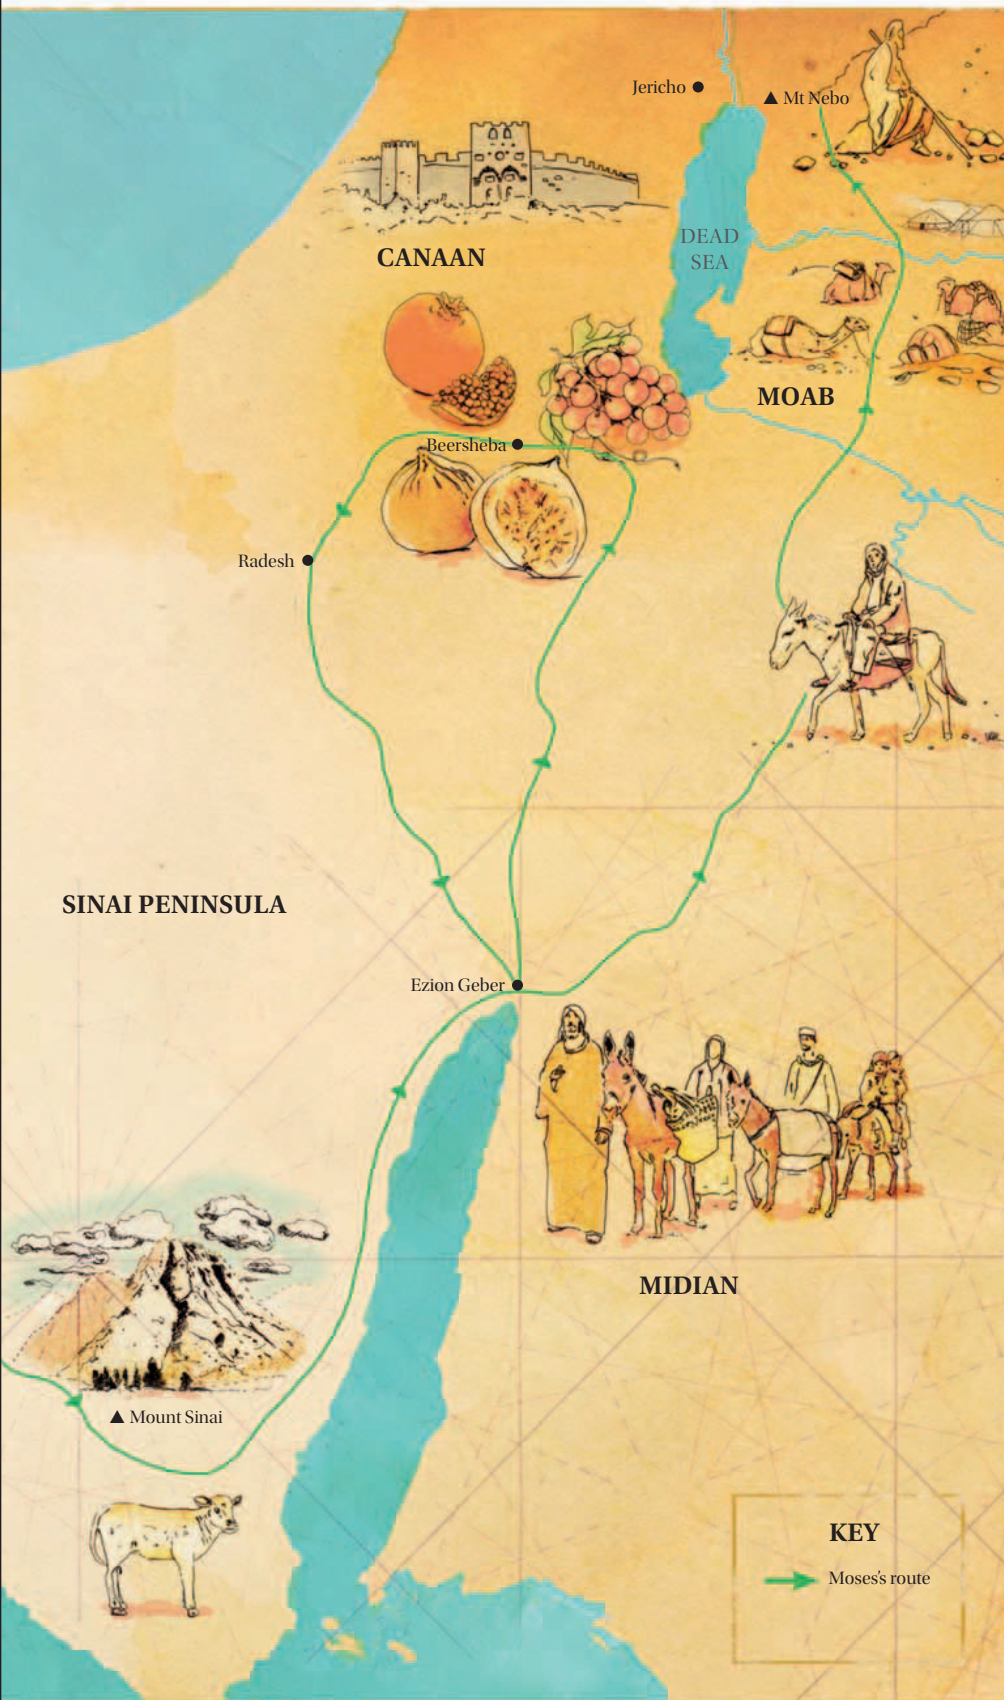 Jericho
Mt Nebo
DEAD
SEA
CANAAN
MOAB
Beersheba
Radesh
SINAI PENINSULA
Ezion Geber
MIDIAN
Mount Sinai
KEY
Moses's route